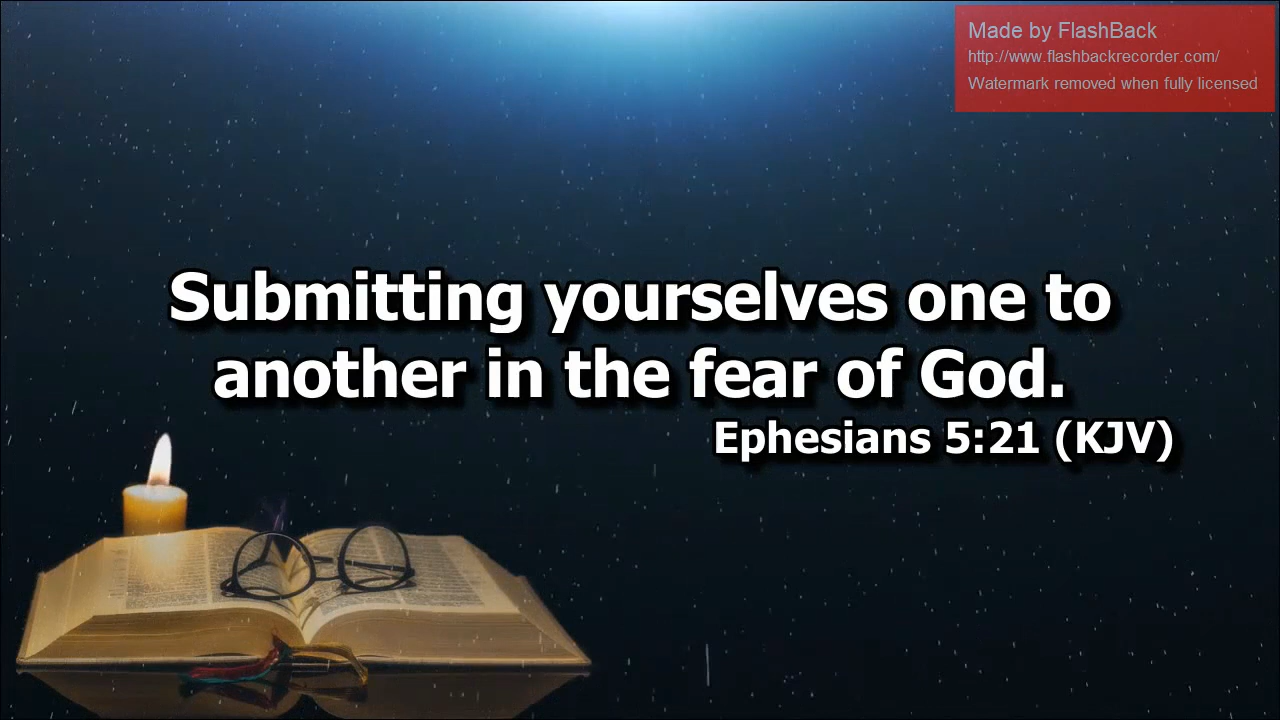 Made by FlashBack
http://www.flashbackrecorder.com/
Watermark removed when fully licensed
Submitting yourselves one to
another in the fear of God.
Ephesians 5:21 (KJV)